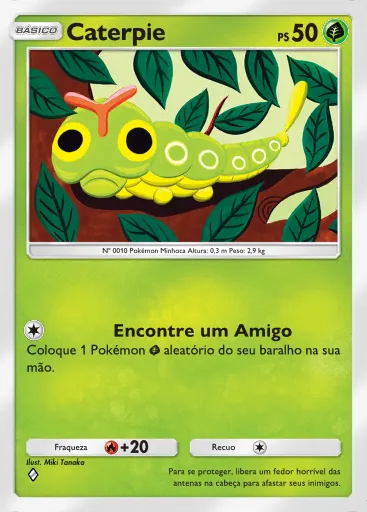 BÁSICO Caterpie PS 50
Nº 0010 Pokémon Minhoca Altura: 0,3 m Peso: 2,9 kg
Encontre um Amigo
Coloque 1 Pokémon aleatório do seu baralho na sua
mão.
Fraqueza +20 Recuo
Ilust. Miki Tanaka
Para se proteger, libera um fedor horrível das
antenas na cabeça para afastar seus inimigos.